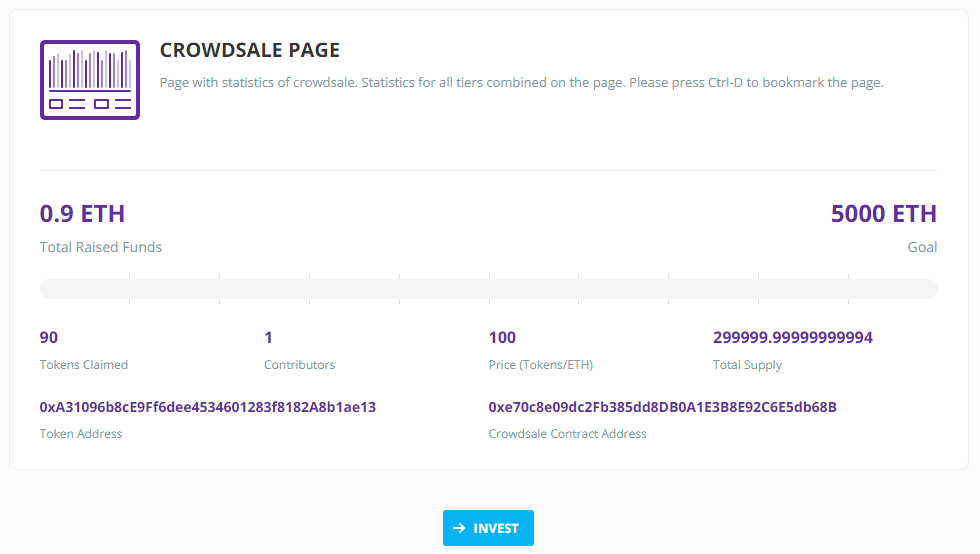 CROWDSALE PAGE
Page with statistics of crowdsale. Statistics for all tiers combined on the page. Please press Ctrl-D to bookmark the page.
0.9 ETH
5000 ETH
Total Raised Funds
Goal
90
1
100
299999.99999999994
Tokens Claimed
Contributors
Price (Tokens/ETH)
Total Supply
0xA31096b8cE9Ff6dee4534601283f8182A8b1ae13
0xe70c8e09dc2Fb385dd8DB0A1E3B8E92C6E5db68B
Token Address
Crowdsale Contract Address
INVEST